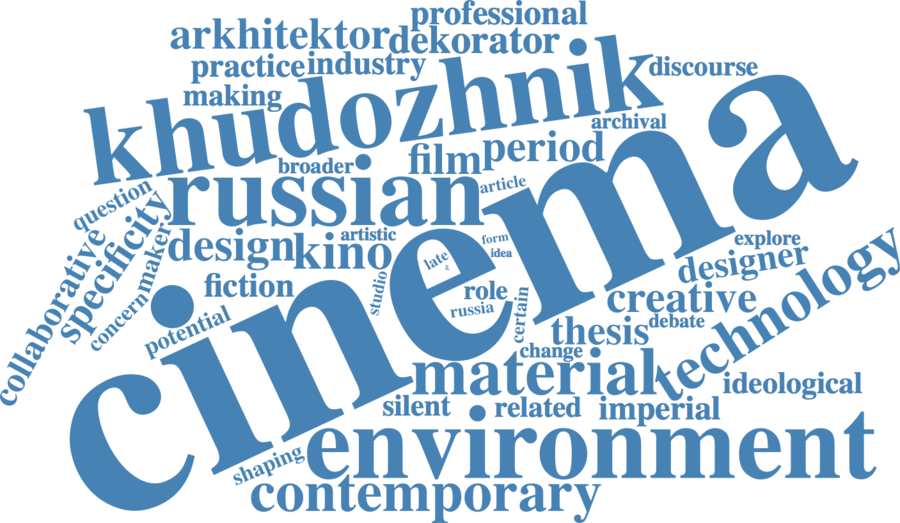 professional
arkhitektor
dekorator
practice
industry
discourse
making
khudozhnik
archival
broader
film
period
russian
article
question
specificity
collaborative
maker
design
kino
artistic
form
idea
late
explore
designer
technology
concern
fiction
studio
role
russia
certain
creative
cinema
potential
thesis
debate
change
material
ideological
silent
related
imperial
environment
shaping
contemporary